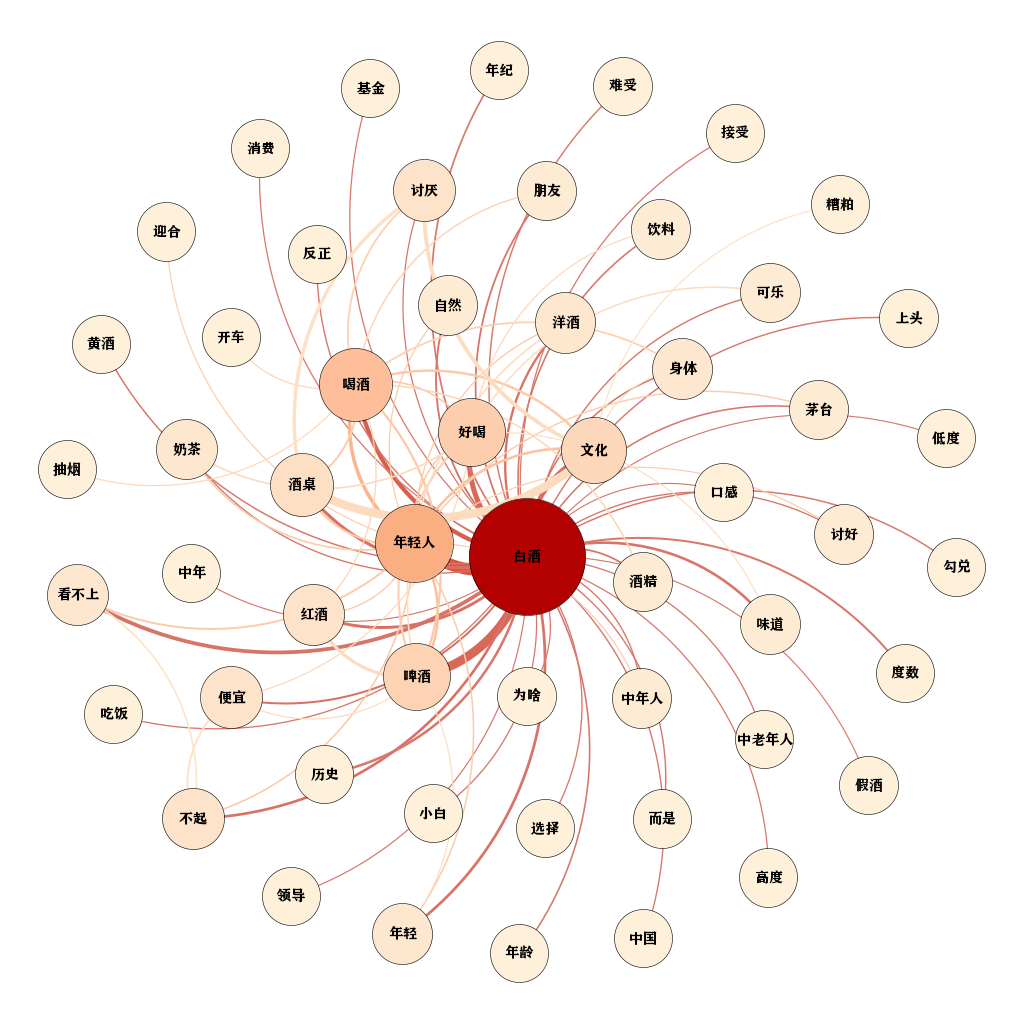 年纪
难受
基金
接受
消费
讨厌
朋友
糟粕
饮料
迎合
反正
可乐
自然
上头
洋酒
开车
黄酒
身体
喝酒
茅台
好喝
低度
奶茶
文化
抽烟
酒桌
口感
讨好
年轻人
白酒
勾兑
中年
酒精
看不上
红酒
味道
度数
啤酒
为啥
便宜
中年人
吃饭
中老年人
历史
假酒
小白
不起
而是
选择
高度
领导
年轻
中国
年龄